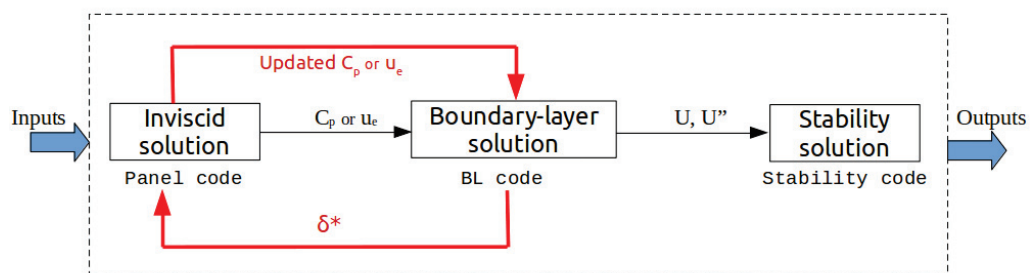 Updated Cp or ue
Inputs
Inviscid
solution
Cp or ue
Boundary-layer
solution
U, U”
Stability
solution
Outputs
Panel code
BL code
Stability code
δ*